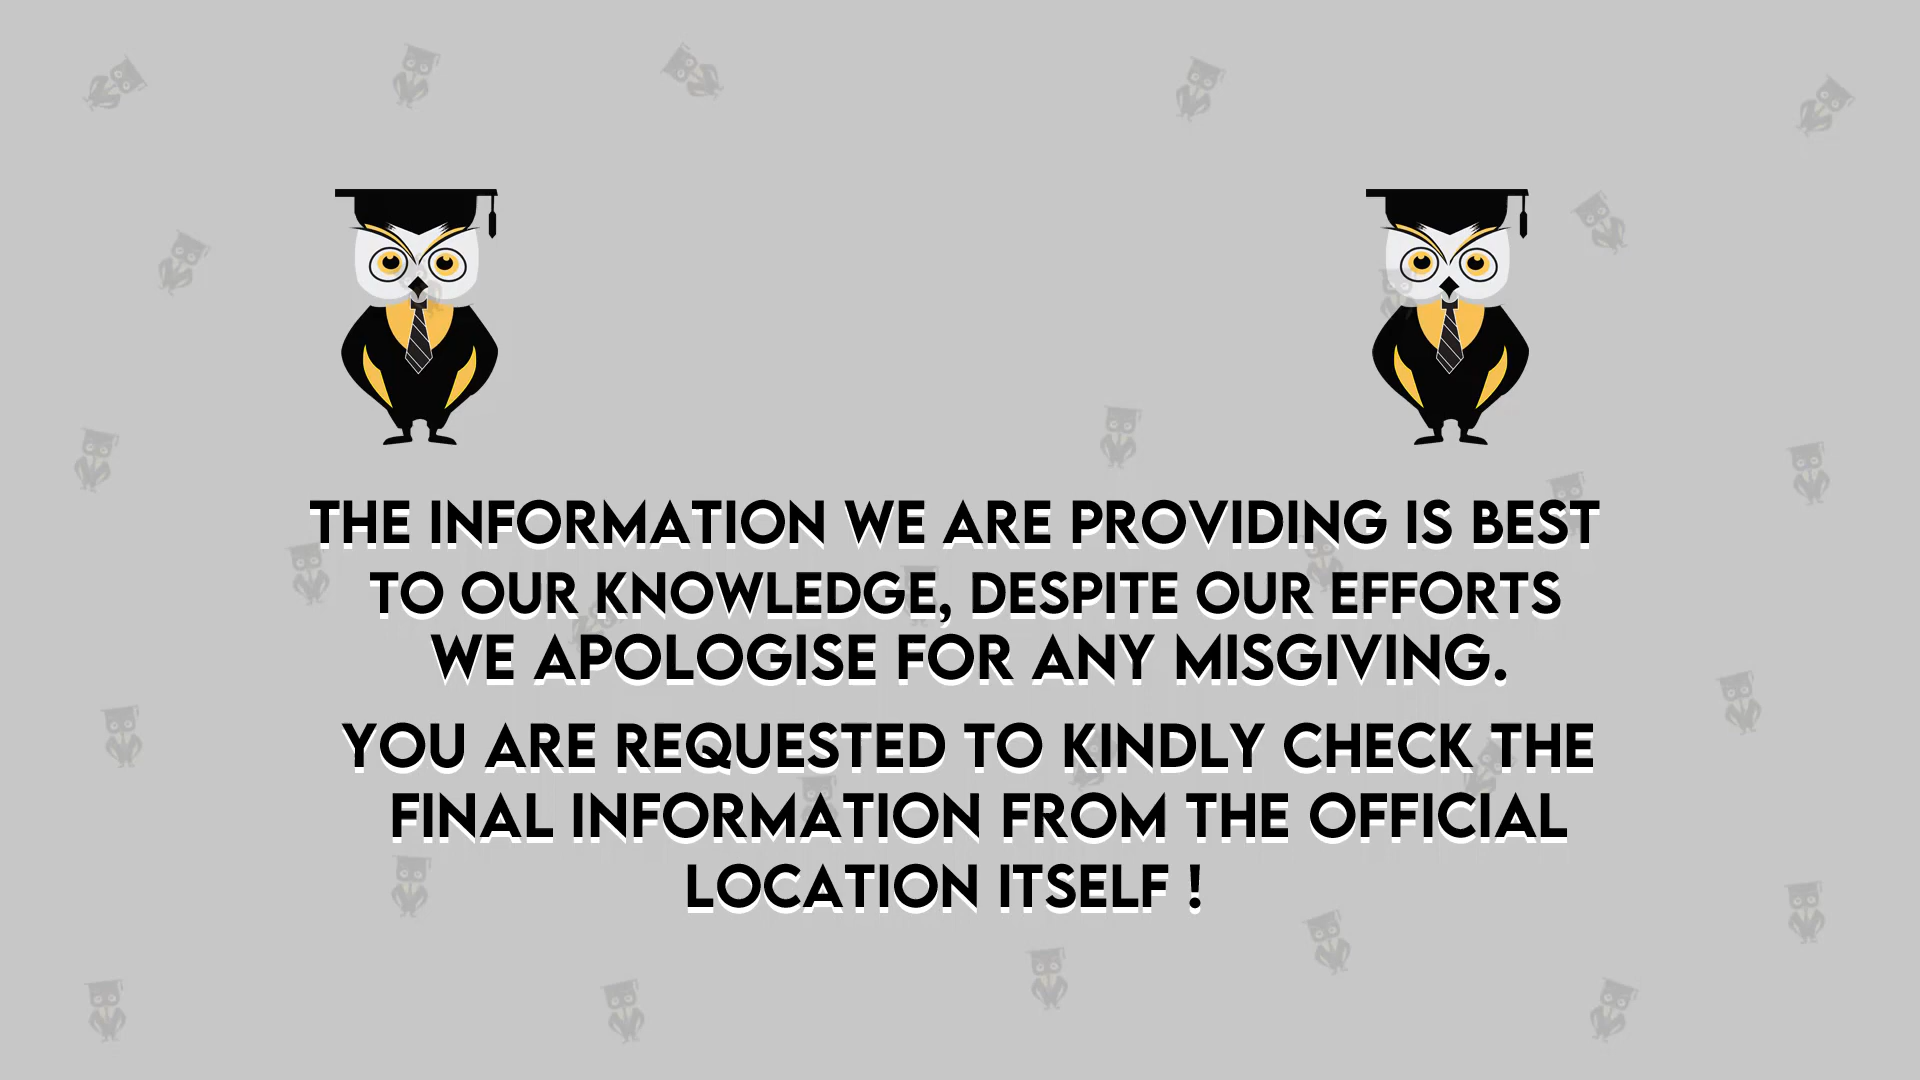 THE INFORMATION WE ARE PROVIDING IS BEST
TO OUR KNOWLEDGE, DESPITE OUR EFFORTS
WE APOLOGISE FOR ANY MISGIVING.
YOU ARE REQUESTED TO KINDLY CHECK THE
FINAL INFORMATION FROM THE OFFICIAL
LOCATION ITSELF !